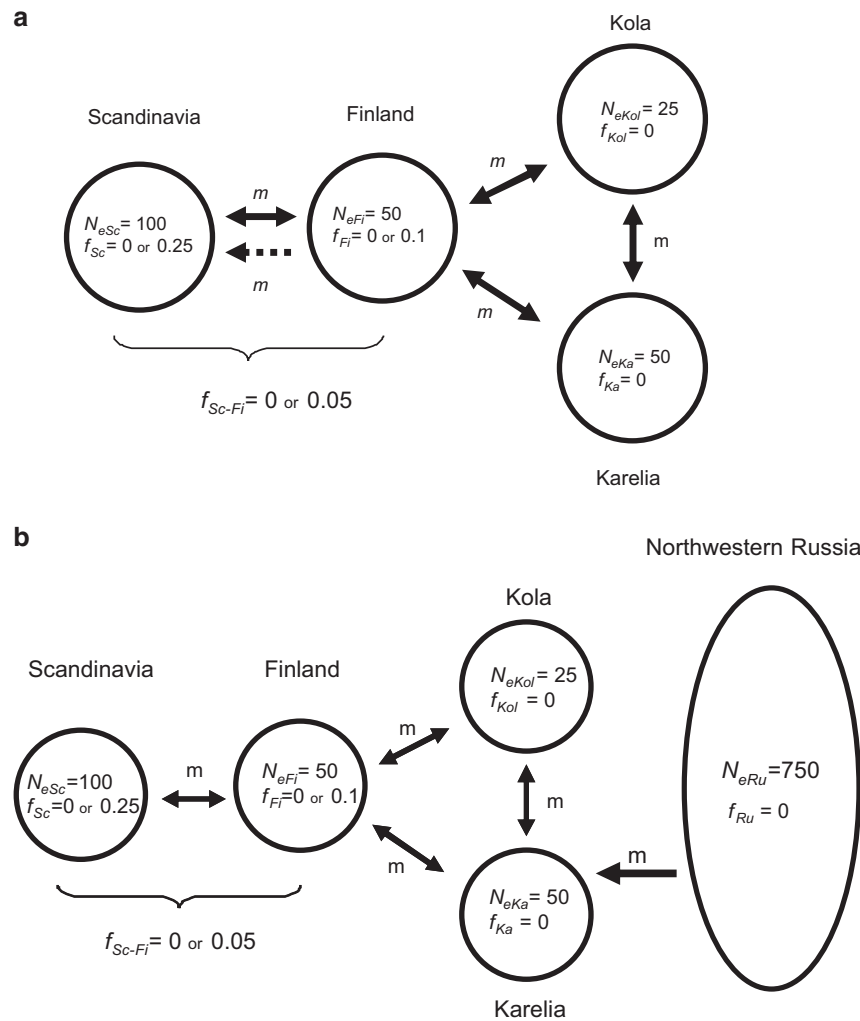 a
Kola
Scandinavia
Finland
NeKol = 25
fKol = 0
m
m
NeSc = 100
fSc = 0 or 0.25
NeFi = 50
fFi = 0 or 0.1
m
m
m
NeKa = 50
fKa = 0
fSc-Fi = 0 or 0.05
Karelia
b
Northwestern Russia
Kola
Scandinavia
Finland
NeKol = 25
fKol = 0
m
m
NeSc =100
fSc =0 or 0.25
NeFi = 50
fFi =0 or 0.1
m
NeRu =750
fRu = 0
m
m
NeKa = 50
fKa = 0
fSc-Fi = 0 or 0.05
Karelia